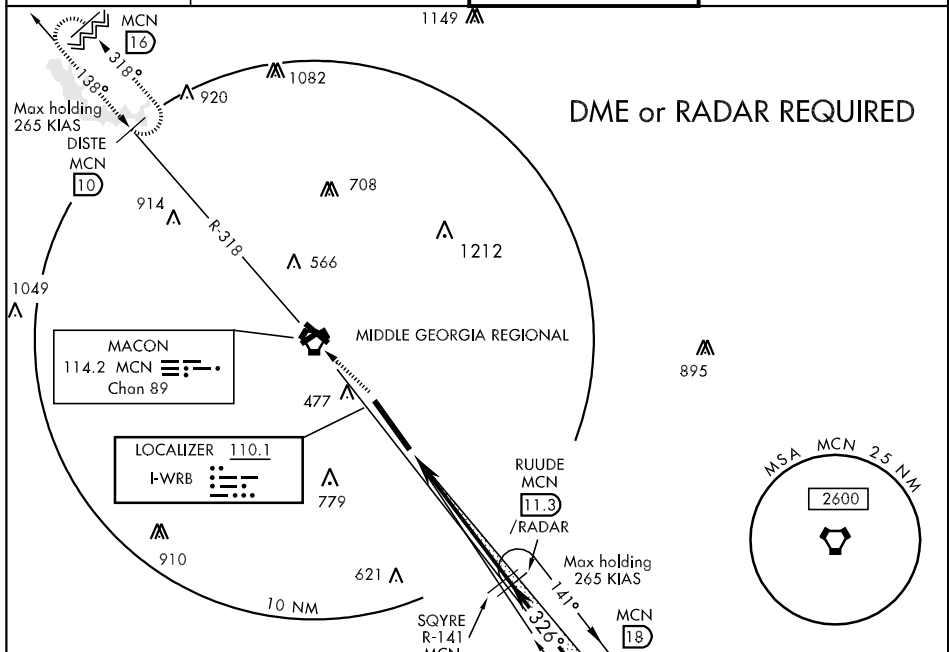 1149
MCN
16
318°
138°
1082
920
Max holding
265 KIAS
DISTE
MCN
10
DME or RADAR REQUIRED
914
708
R-318
1212
566
1049
MIDDLE GEORGIA REGIONAL
MACON
114.2 MCN
Chan 89
895
477
LOCALIZER 110.1
I-WRB
779
RUUDE
MCN
11.3
/RADAR
MSA MCN 25 NM
2600
910
Max holding
265 KIAS
621
141°
10 NM
326°
MCN
18
SQYRE
R-141
MCN